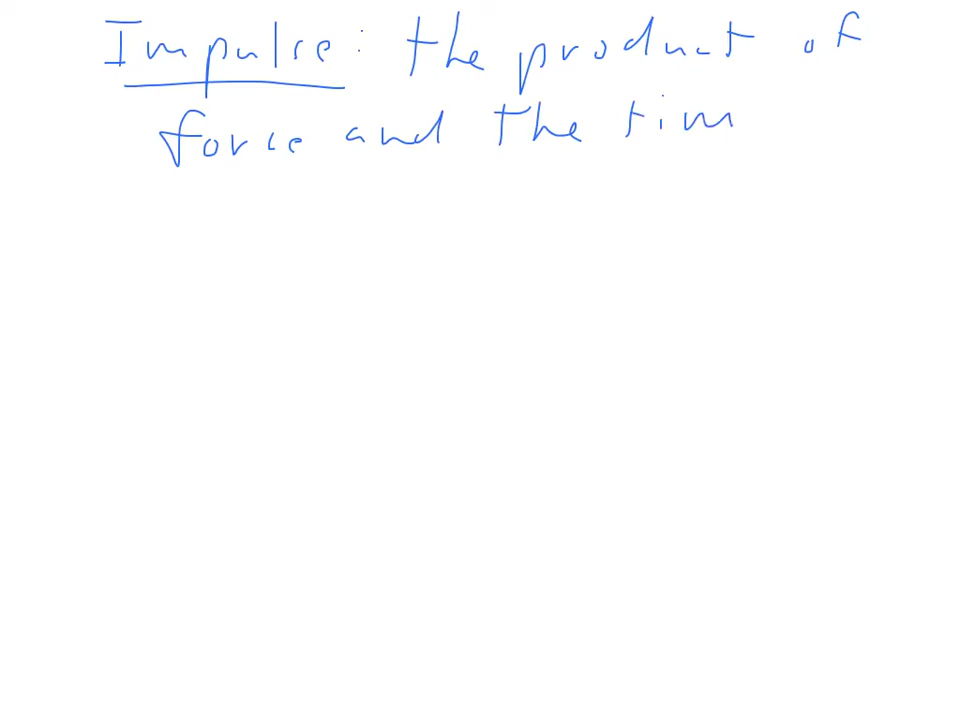 Impulse: the product of
force and the tim